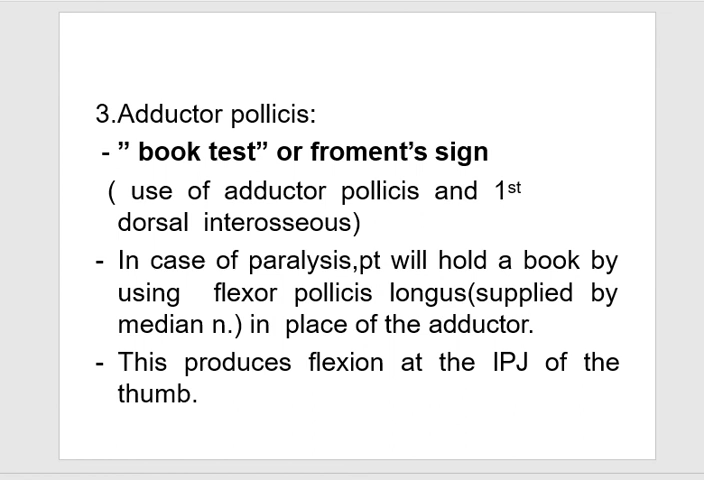 3.Adductor pollicis:
- ” book test” or froment’s sign
( use of adductor pollicis and 1st
dorsal interosseous)
- In case of paralysis,pt will hold a book by
using flexor pollicis longus(supplied by
median n.) in place of the adductor.
- This produces flexion at the IPJ of the
thumb.